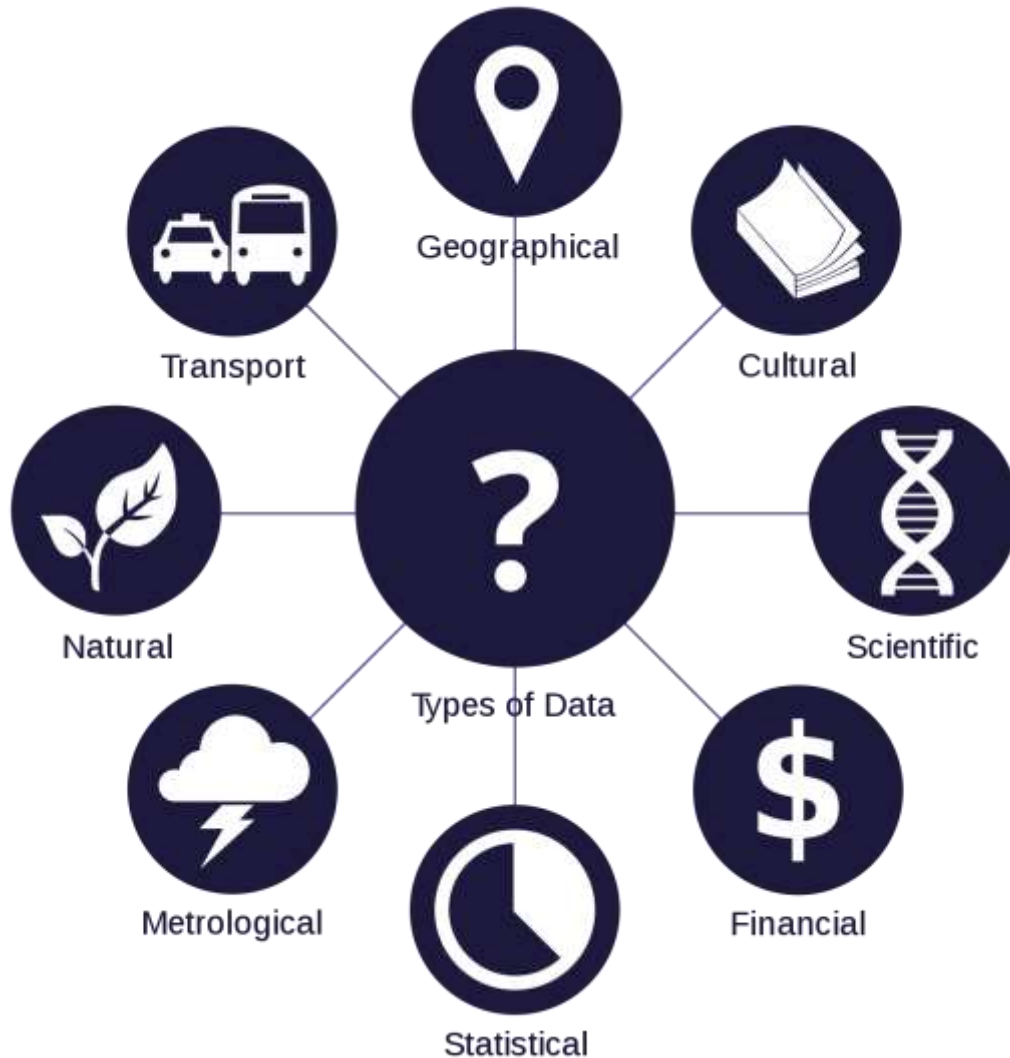 Geographical
Transport
Cultural
Natural
Scientific
?
Types of Data
$
Metrological
Financial
Statistical